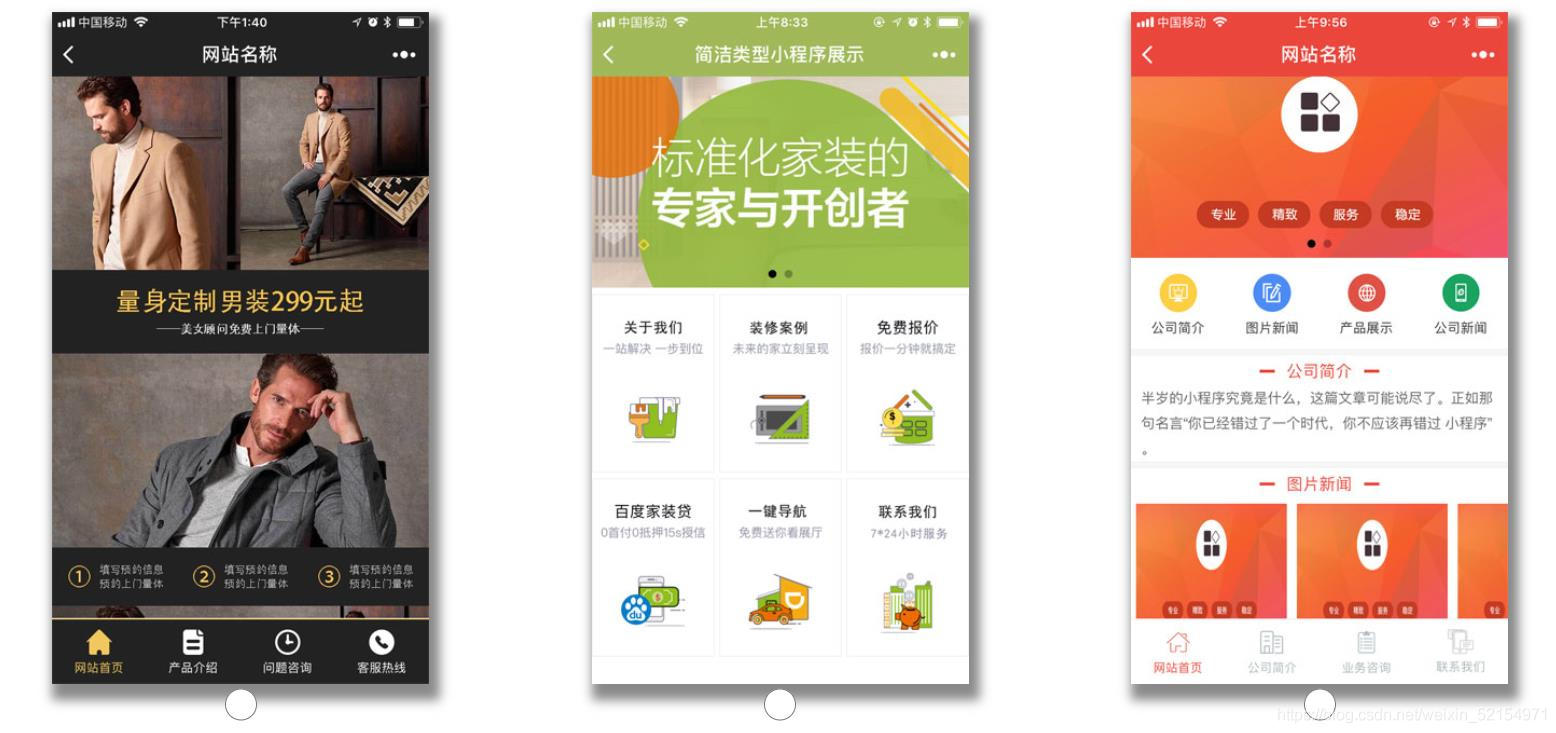 中国移动 下午1:40
网站名称
量身定制男装299元起
美女顾问免费上门量体
1 填写预约信息 2 填写预约信息 3 填写预约信息
预约上门量体 预约上门量体 预约上门量体
网站首页 产品介绍 问题咨询 客服热线
中国移动 上午8:33
简洁类型小程序展示
标准化家装的
专家与开创者
关于我们 装修案例 免费报价
一站解决 一步到位 未来的家立刻呈现 报价一分钟就搞定
百度家装贷 一键导航 联系我们
0首付0抵押15s授信 免费送你看展厅 7*24小时服务
du
中国移动 上午9:56
网站名称
专业 精致 服务 稳定
公司简介 图片新闻 产品展示 公司新闻
公司简介
半岁的小程序究竟是什么，这篇文章可能说尽了。正如那
句名言“你已经错过了一个时代，你不应该再错过 小程序”
。
图片新闻
专业 精致 服务 稳定 专业 精致 服务 稳定 专业
网站首页 公司简介 业务咨询 联系我们
https://blog.csdn.net/weixin_52154971